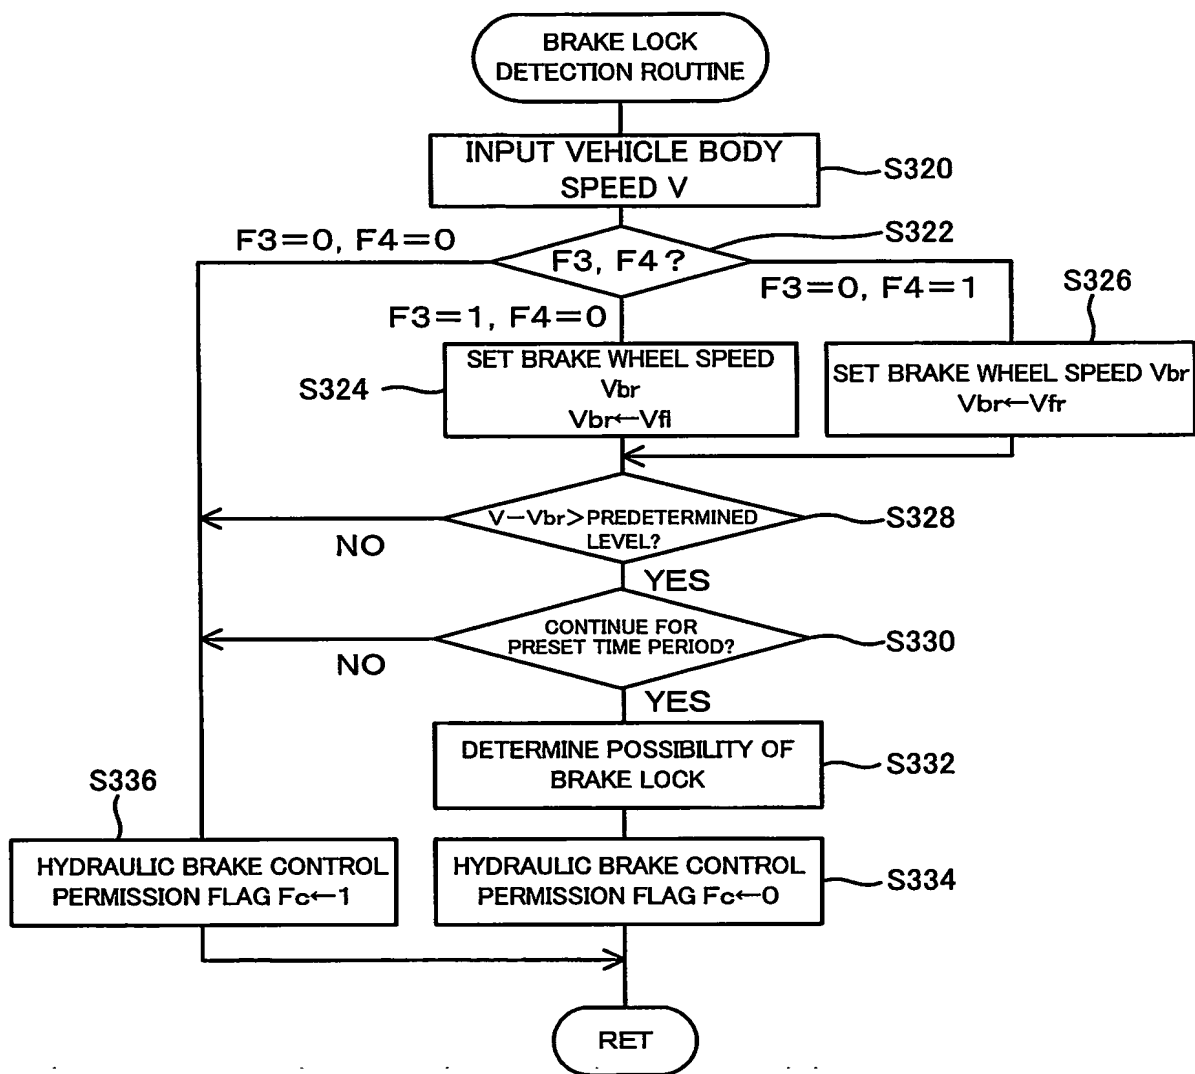 BRAKE LOCK
DETECTION ROUTINE
INPUT VEHICLE BODY
SPEED V
S320
S322
F3=0, F4=0
F3, F4?
F3=0, F4=1
S326
F3=1, F4=0
S324
SET BRAKE WHEEL SPEED
Vbr
Vbr←Vfl
SET BRAKE WHEEL SPEED Vbr
Vbr←Vfr
V−Vbr>PREDETERMINED
LEVEL?
S328
NO
YES
CONTINUE FOR
PRESET TIME PERIOD?
S330
NO
YES
DETERMINE POSSIBILITY OF
BRAKE LOCK
S332
S336
HYDRAULIC BRAKE CONTROL
PERMISSION FLAG Fc←1
HYDRAULIC BRAKE CONTROL
PERMISSION FLAG Fc←0
S334
RET